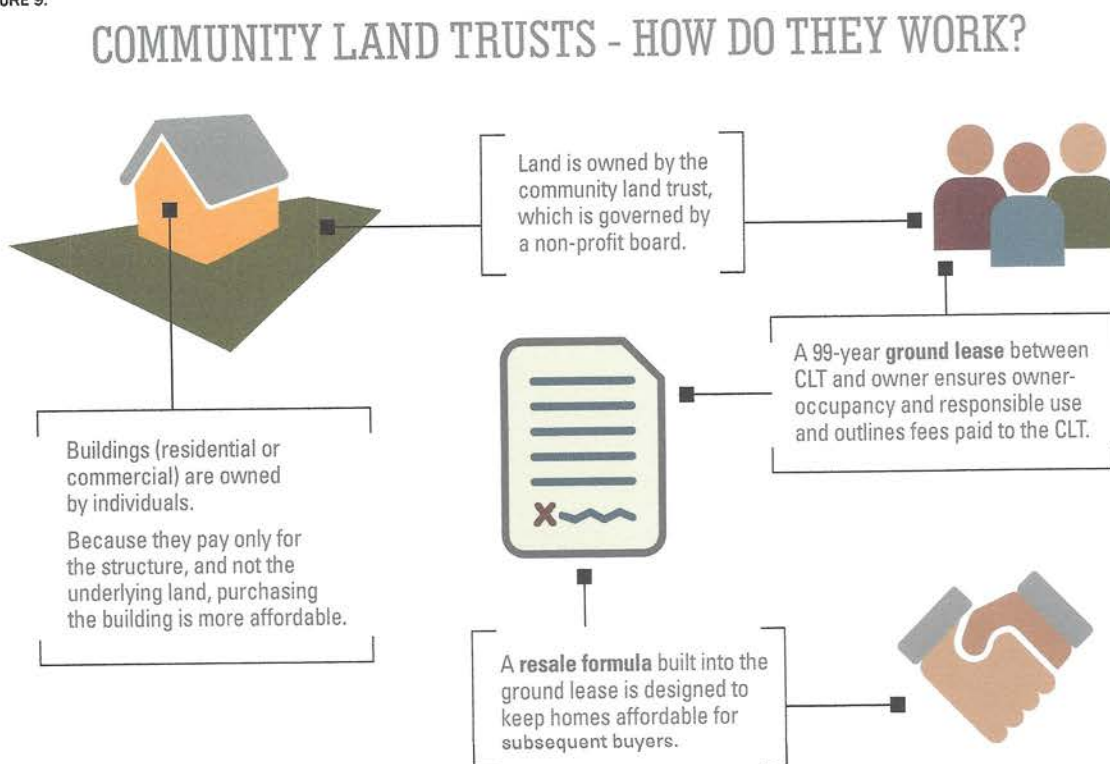 URE 9.
COMMUNITY LAND TRUSTS - HOW DO THEY WORK?
Land is owned by the
community land trust,
which is governed by
a non-profit board.
A 99-year ground lease between
CLT and owner ensures owner-
occupancy and responsible use
and outlines fees paid to the CLT.
Buildings (residential or
commercial) are owned
by individuals.
Because they pay only for
the structure, and not the
underlying land, purchasing
the building is more affordable.
A resale formula built into the
ground lease is designed to
keep homes affordable for
subsequent buyers.